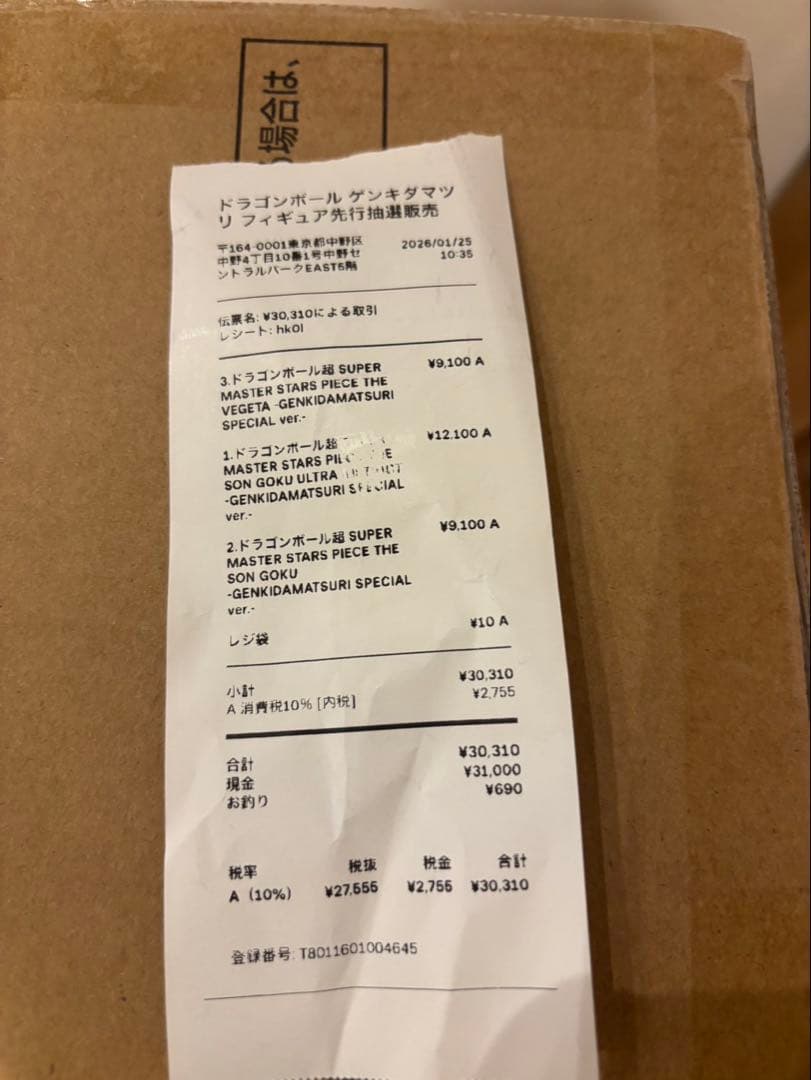 場合は、
ドラゴンボール ゲンキダマツ
リ フィギュア先行抽選販売
〒164-0001東京都中野区
中野4丁目10番1号中野セ
ントラルパークEAST5階
2026/01/25
10:35
伝票名: ¥30,310による取引
レシート: hk0l
3.ドラゴンボール超 SUPER ¥9,100 A
MASTER STARS PIECE THE
VEGETA -GENKIDAMATSURI
SPECIAL ver.-
1.ドラゴンボール超 ¥12,100 A
MASTER STARS
SON GOKU ULTRA
-GENKIDAMATSURI SPECIAL
ver.-
2.ドラゴンボール超 SUPER ¥9,100 A
MASTER STARS PIECE THE
SON GOKU
-GENKIDAMATSURI SPECIAL
ver.-
レジ袋 ¥10 A
小計 ¥30,310
A 消費税10% [内税] ¥2,755
合計 ¥30,310
現金 ¥31,000
お釣り ¥690
税率 税抜 税金 合計
A (10%) ¥27,555 ¥2,755 ¥30,310
登録番号: T8011601004645